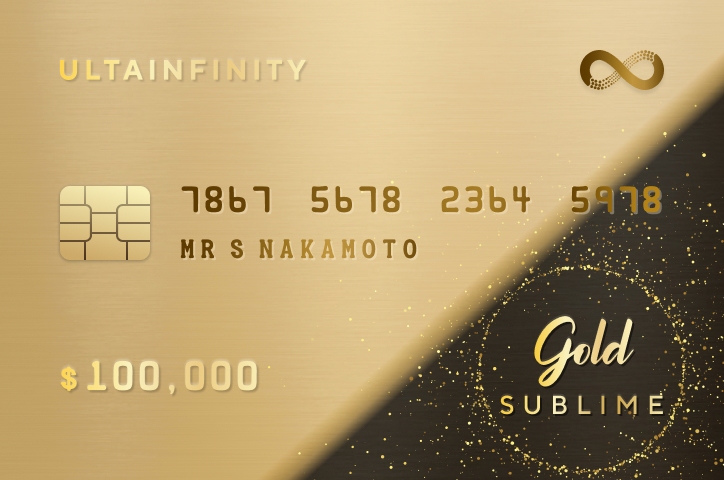 ULTAINFINITY
7867 5678 2364 5978
MR S NAKAMOTO
$100,000
Gold
SUBLIME